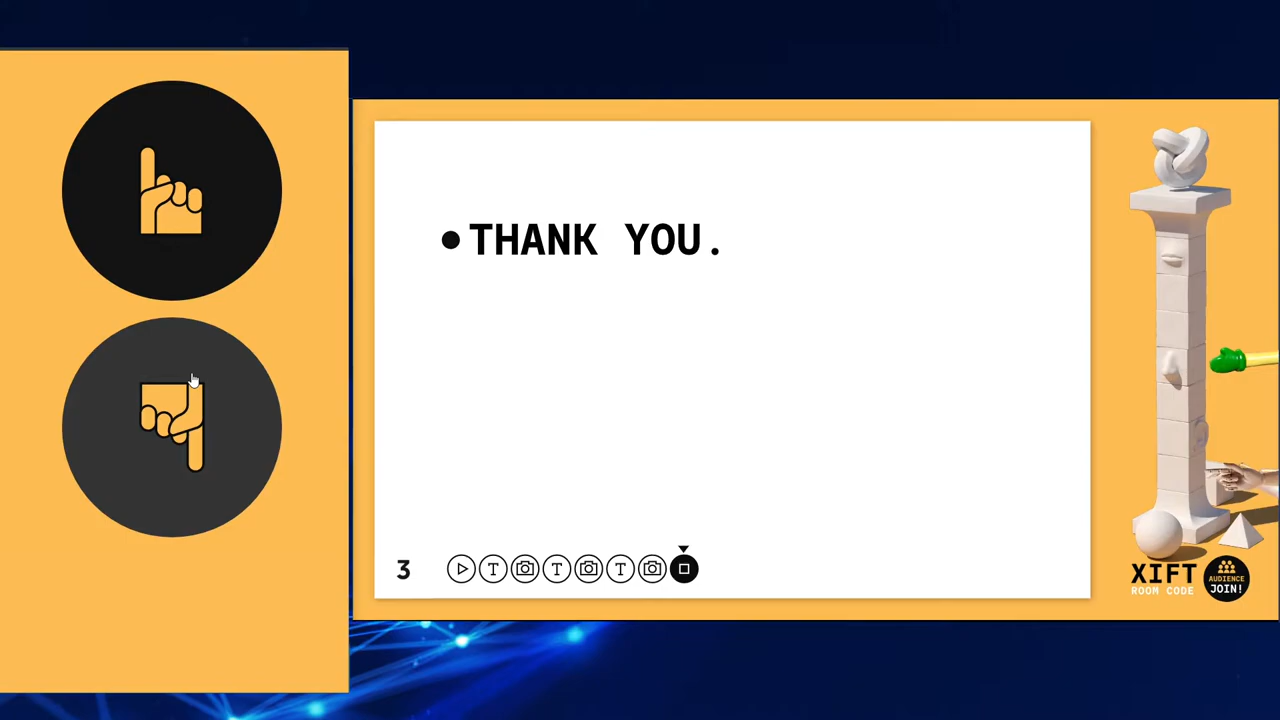 • THANK YOU.
3
T
T
T
XIFT
ROOM CODE
AUDIENCE
JOIN!